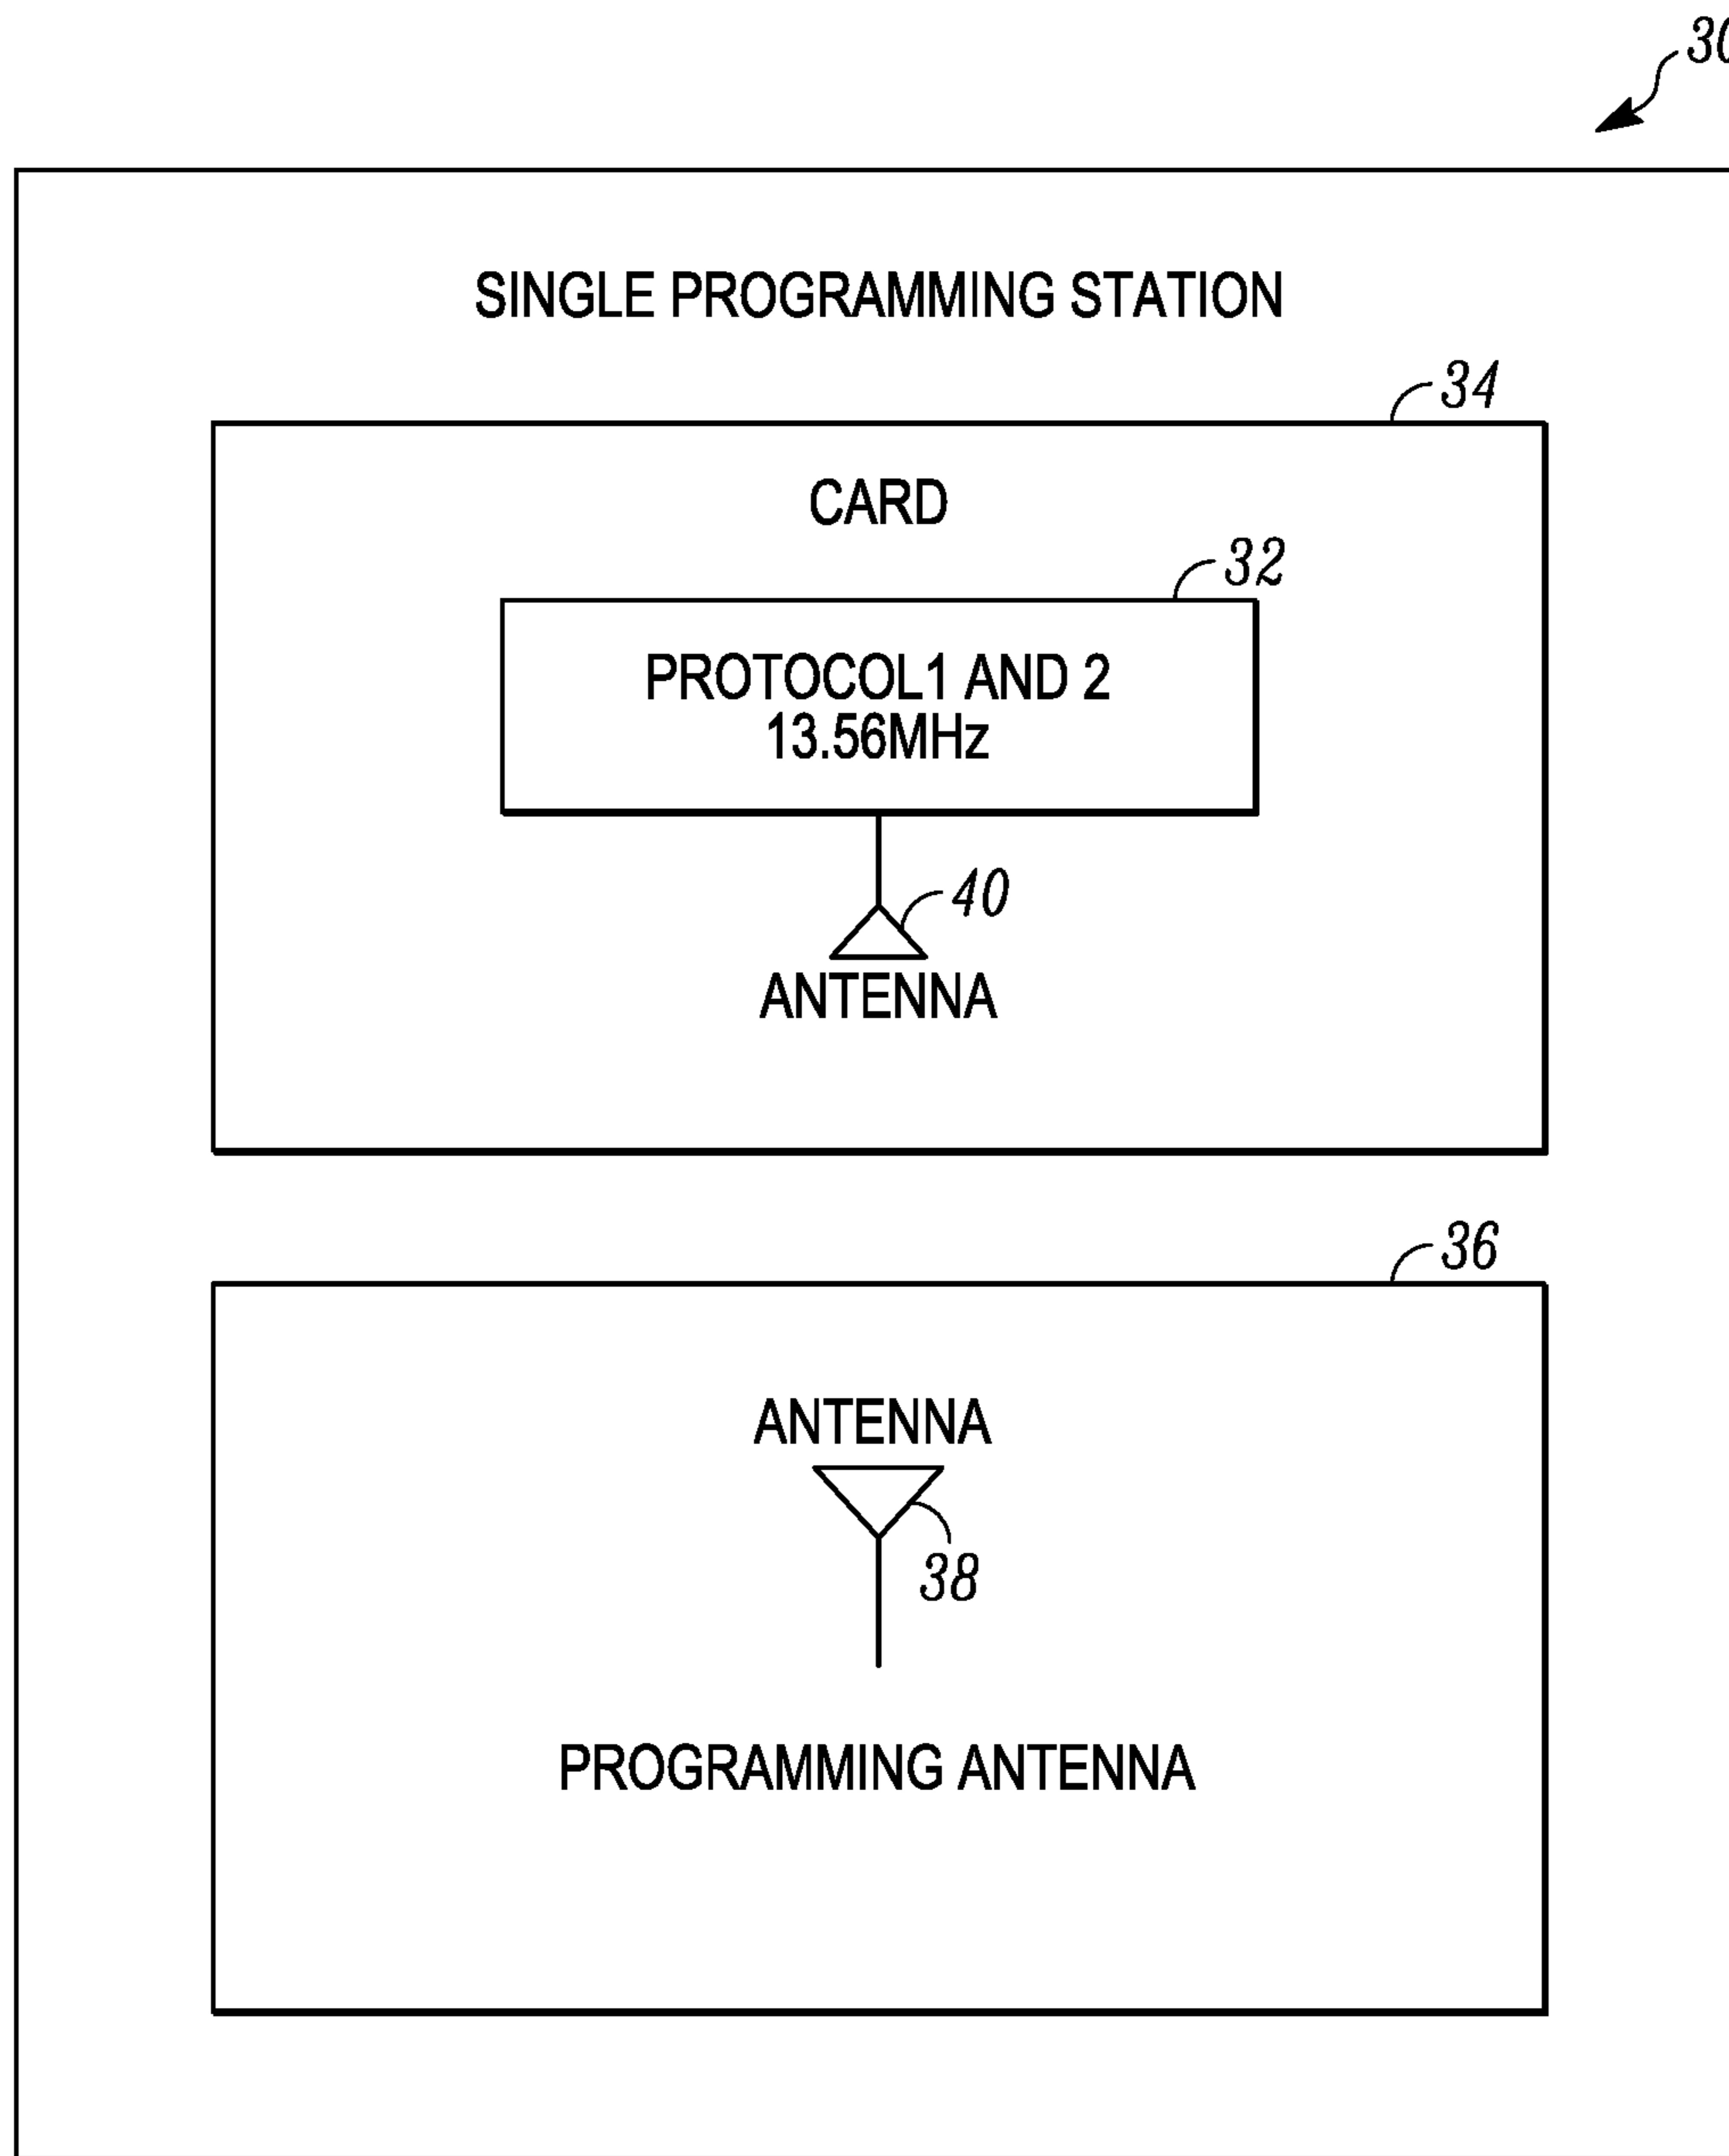 30
SINGLE PROGRAMMING STATION
34
CARD
32
PROTOCOL1 AND 2
13.56MHz
40
ANTENNA
36
ANTENNA
38
PROGRAMMING ANTENNA